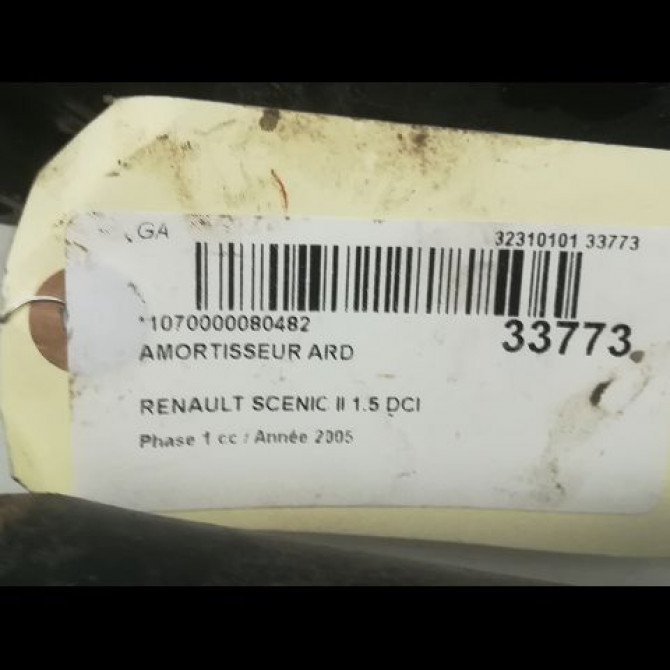 GA
32310101 33773
*1070000080482
33773
AMORTISSEUR ARD
RENAULT SCENIC II 1.5 DCI
Phase 1 cc / Année 2005